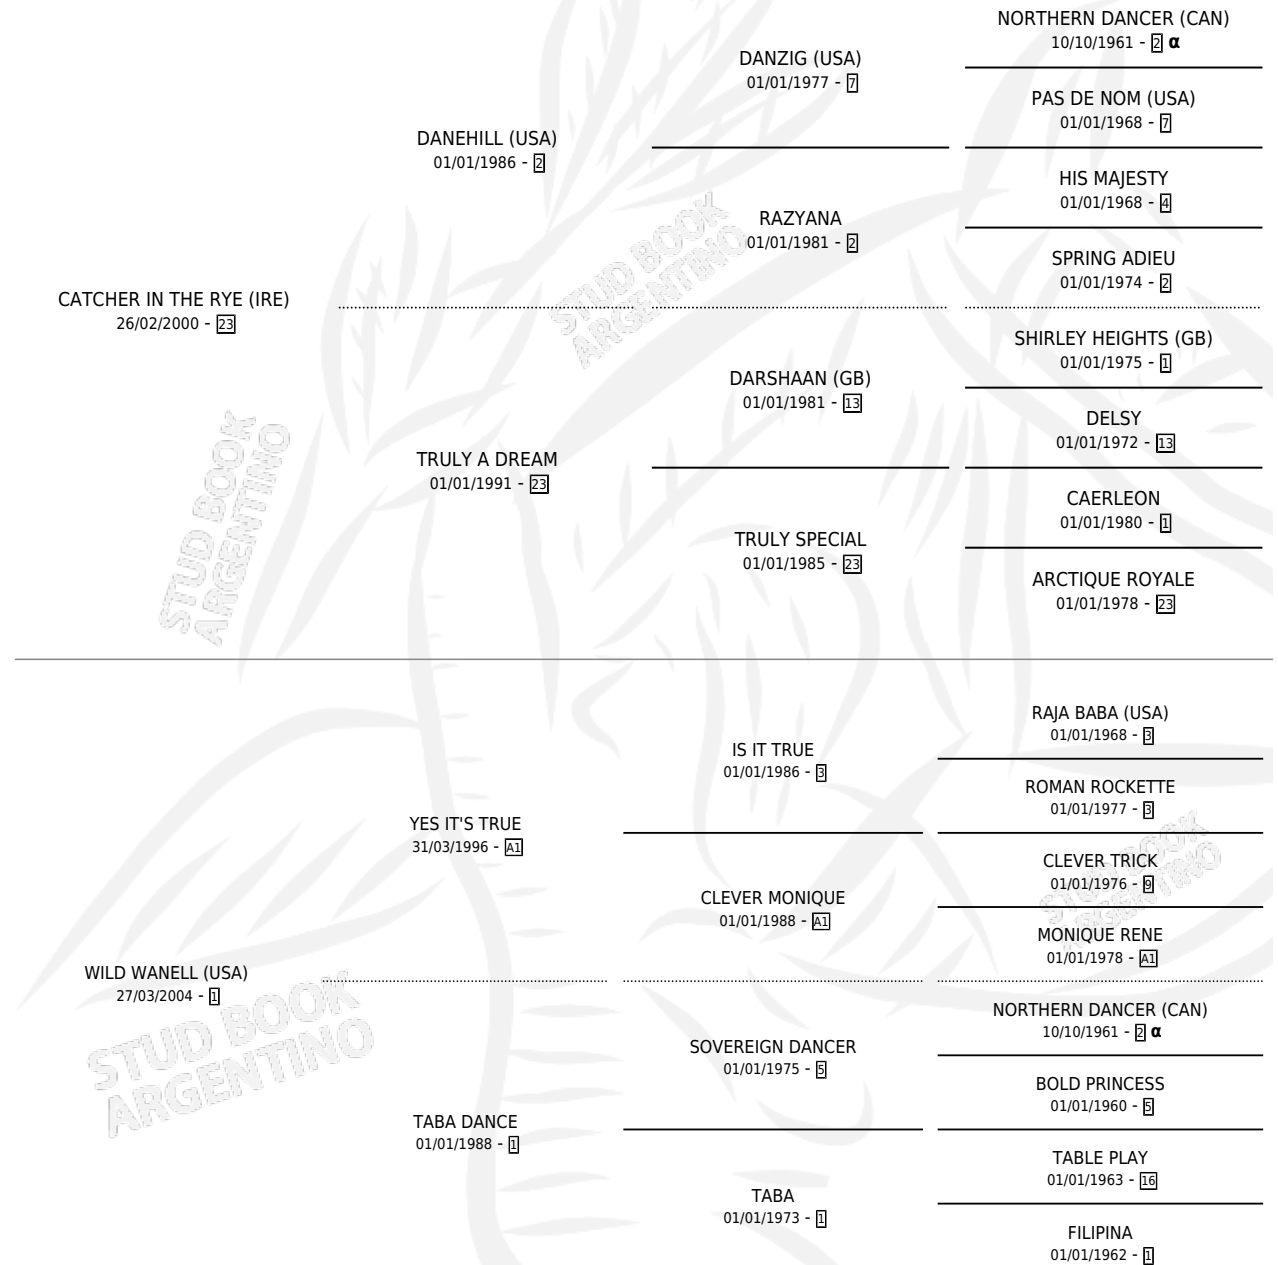 NORTHERN DANCER (CAN)
10/10/1961 - 2 α
DANZIG (USA)
01/01/1977 - 7
PAS DE NOM (USA)
01/01/1968 - 7
DANEHILL (USA)
01/01/1986 - 2
HIS MAJESTY
01/01/1968 - 4
RAZYANA
01/01/1981 - 2
SPRING ADIEU
01/01/1974 - 2
CATCHER IN THE RYE (IRE)
26/02/2000 - 23
SHIRLEY HEIGHTS (GB)
01/01/1975 - 1
DARSHAAN (GB)
01/01/1981 - 13
DELSY
01/01/1972 - 13
TRULY A DREAM
01/01/1991 - 23
CAERLEON
01/01/1980 - 1
TRULY SPECIAL
01/01/1985 - 23
ARCTIQUE ROYALE
01/01/1978 - 23
RAJA BABA (USA)
01/01/1968 - 3
IS IT TRUE
01/01/1986 - 3
ROMAN ROCKETTE
01/01/1977 - 3
YES IT'S TRUE
31/03/1996 - A1
CLEVER TRICK
01/01/1976 - 9
CLEVER MONIQUE
01/01/1988 - A1
MONIQUE RENE
01/01/1978 - A1
WILD WANELL (USA)
27/03/2004 - 1
NORTHERN DANCER (CAN)
10/10/1961 - 2 α
SOVEREIGN DANCER
01/01/1975 - 5
BOLD PRINCESS
01/01/1960 - 5
TABA DANCE
01/01/1988 - 1
TABLE PLAY
01/01/1963 - 16
TABA
01/01/1973 - 1
FILIPINA
01/01/1962 - 1
STUD BOOK
ARGENTINO
STUD BOOK
ARGENTINO
STUD BOOK
ARGENTINO
STUD BOOK
ARGENTINO